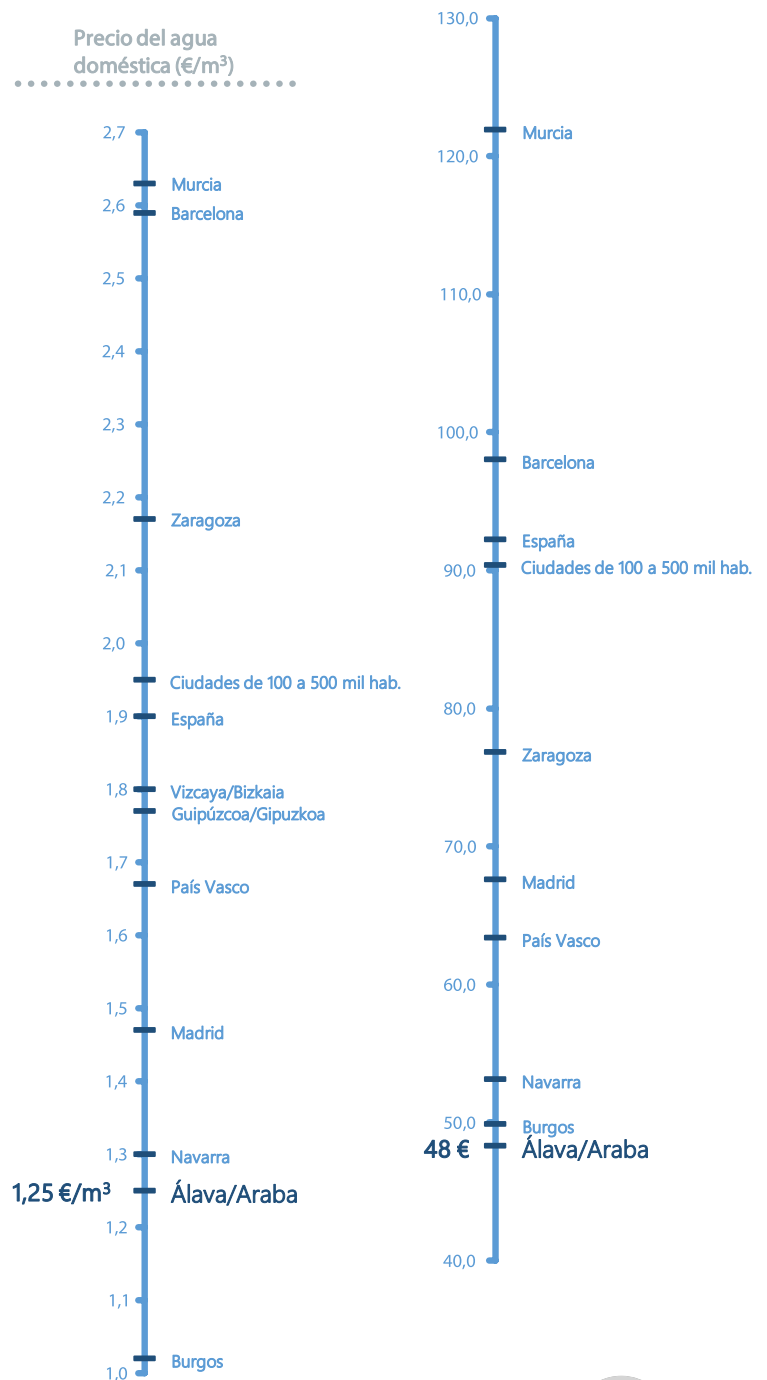 Precio del agua
doméstica (€/m³)
2,7
Murcia
2,6
Barcelona
2,5
2,4
2,3
2,2
Zaragoza
2,1
2,0
Ciudades de 100 a 500 mil hab.
1,9
España
1,8
Vizcaya/Bizkaia
Guipúzcoa/Gipuzkoa
1,7
País Vasco
1,6
1,5
Madrid
1,4
1,3
Navarra
1,25 €/m³
Álava/Araba
1,2
1,1
Burgos
1,0
130,0
Murcia
120,0
110,0
100,0
Barcelona
España
90,0
Ciudades de 100 a 500 mil hab.
80,0
Zaragoza
70,0
Madrid
País Vasco
60,0
Navarra
50,0
Burgos
48 €
Álava/Araba
40,0